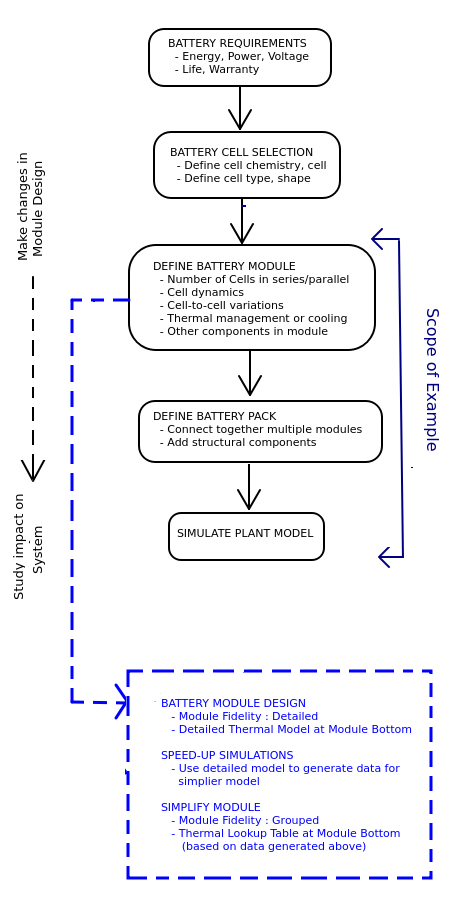 BATTERY REQUIREMENTS
- Energy, Power, Voltage
- Life, Warranty
BATTERY CELL SELECTION
- Define cell chemistry, cell
- Define cell type, shape
Make changes in
Module Design
DEFINE BATTERY MODULE
- Number of Cells in series/parallel
- Cell dynamics
- Cell-to-cell variations
- Thermal management or cooling
- Other components in module
Scope of Example
DEFINE BATTERY PACK
- Connect together multiple modules
- Add structural components
Study impact on
System
SIMULATE PLANT MODEL
BATTERY MODULE DESIGN
- Module Fidelity : Detailed
- Detailed Thermal Model at Module Bottom
SPEED-UP SIMULATIONS
- Use detailed model to generate data for
simplier model
SIMPLIFY MODULE
- Module Fidelity : Grouped
- Thermal Lookup Table at Module Bottom
(based on data generated above)